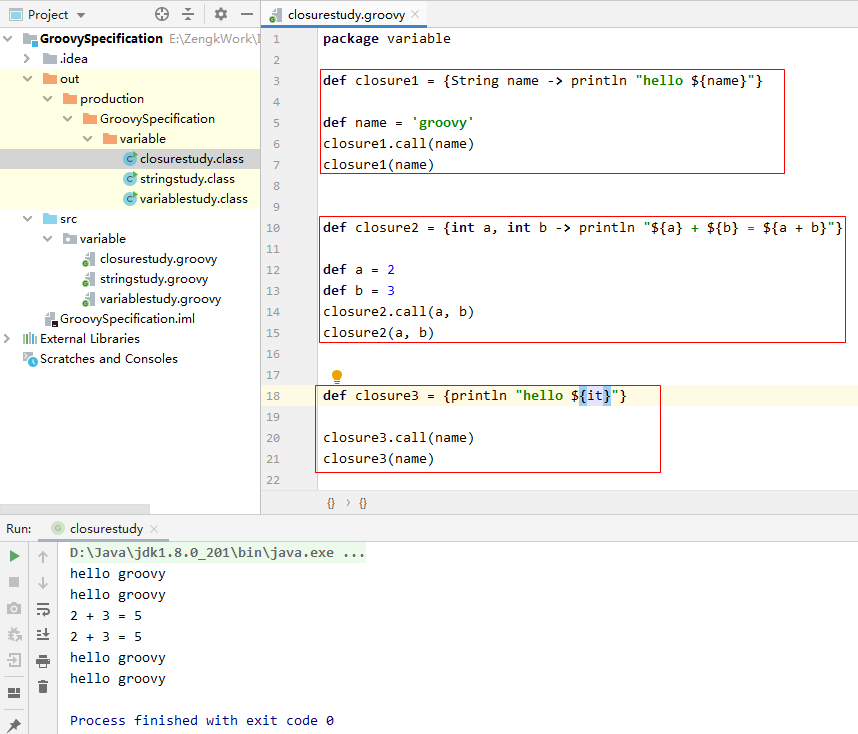 Project
closurestudy.groovy
GroovySpecification E:\ZengkWork\I
.idea
out
production
GroovySpecification
variable
closurestudy.class
stringstudy.class
variablestudy.class
src
variable
closurestudy.groovy
stringstudy.groovy
variablestudy.groovy
GroovySpecification.iml
External Libraries
Scratches and Consoles
1 package variable
2
3 def closure1 = {String name -> println "hello ${name}"}
4
5 def name = 'groovy'
6 closure1.call(name)
7 closure1(name)
8
9
10 def closure2 = {int a, int b -> println "${a} + ${b} = ${a + b}"}
11
12 def a = 2
13 def b = 3
14 closure2.call(a, b)
15 closure2(a, b)
16
17
18 def closure3 = {println "hello ${it}"}
19
20 closure3.call(name)
21 closure3(name)
22
{} › {}
Run: closurestudy
D:\Java\jdk1.8.0_201\bin\java.exe ...
hello groovy
hello groovy
2 + 3 = 5
2 + 3 = 5
hello groovy
hello groovy
Process finished with exit code 0